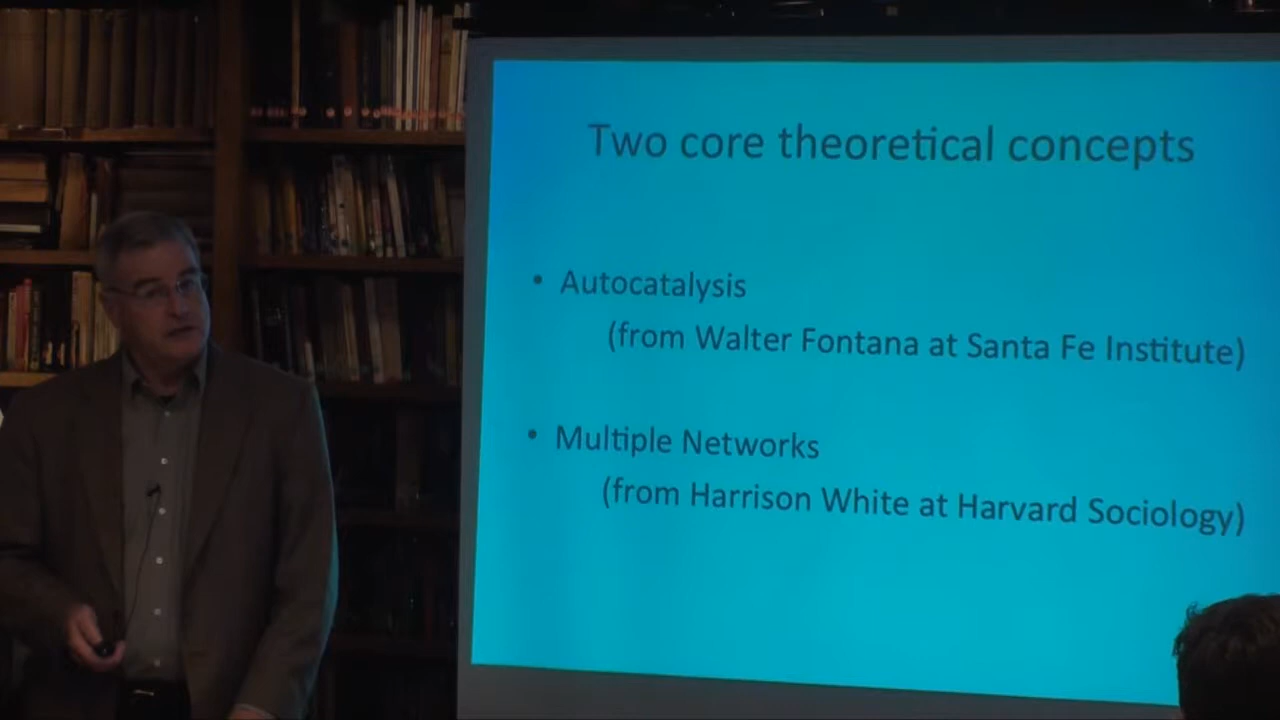 Two core theoretical concepts
• Autocatalysis
(from Walter Fontana at Santa Fe Institute)
• Multiple Networks
(from Harrison White at Harvard Sociology)